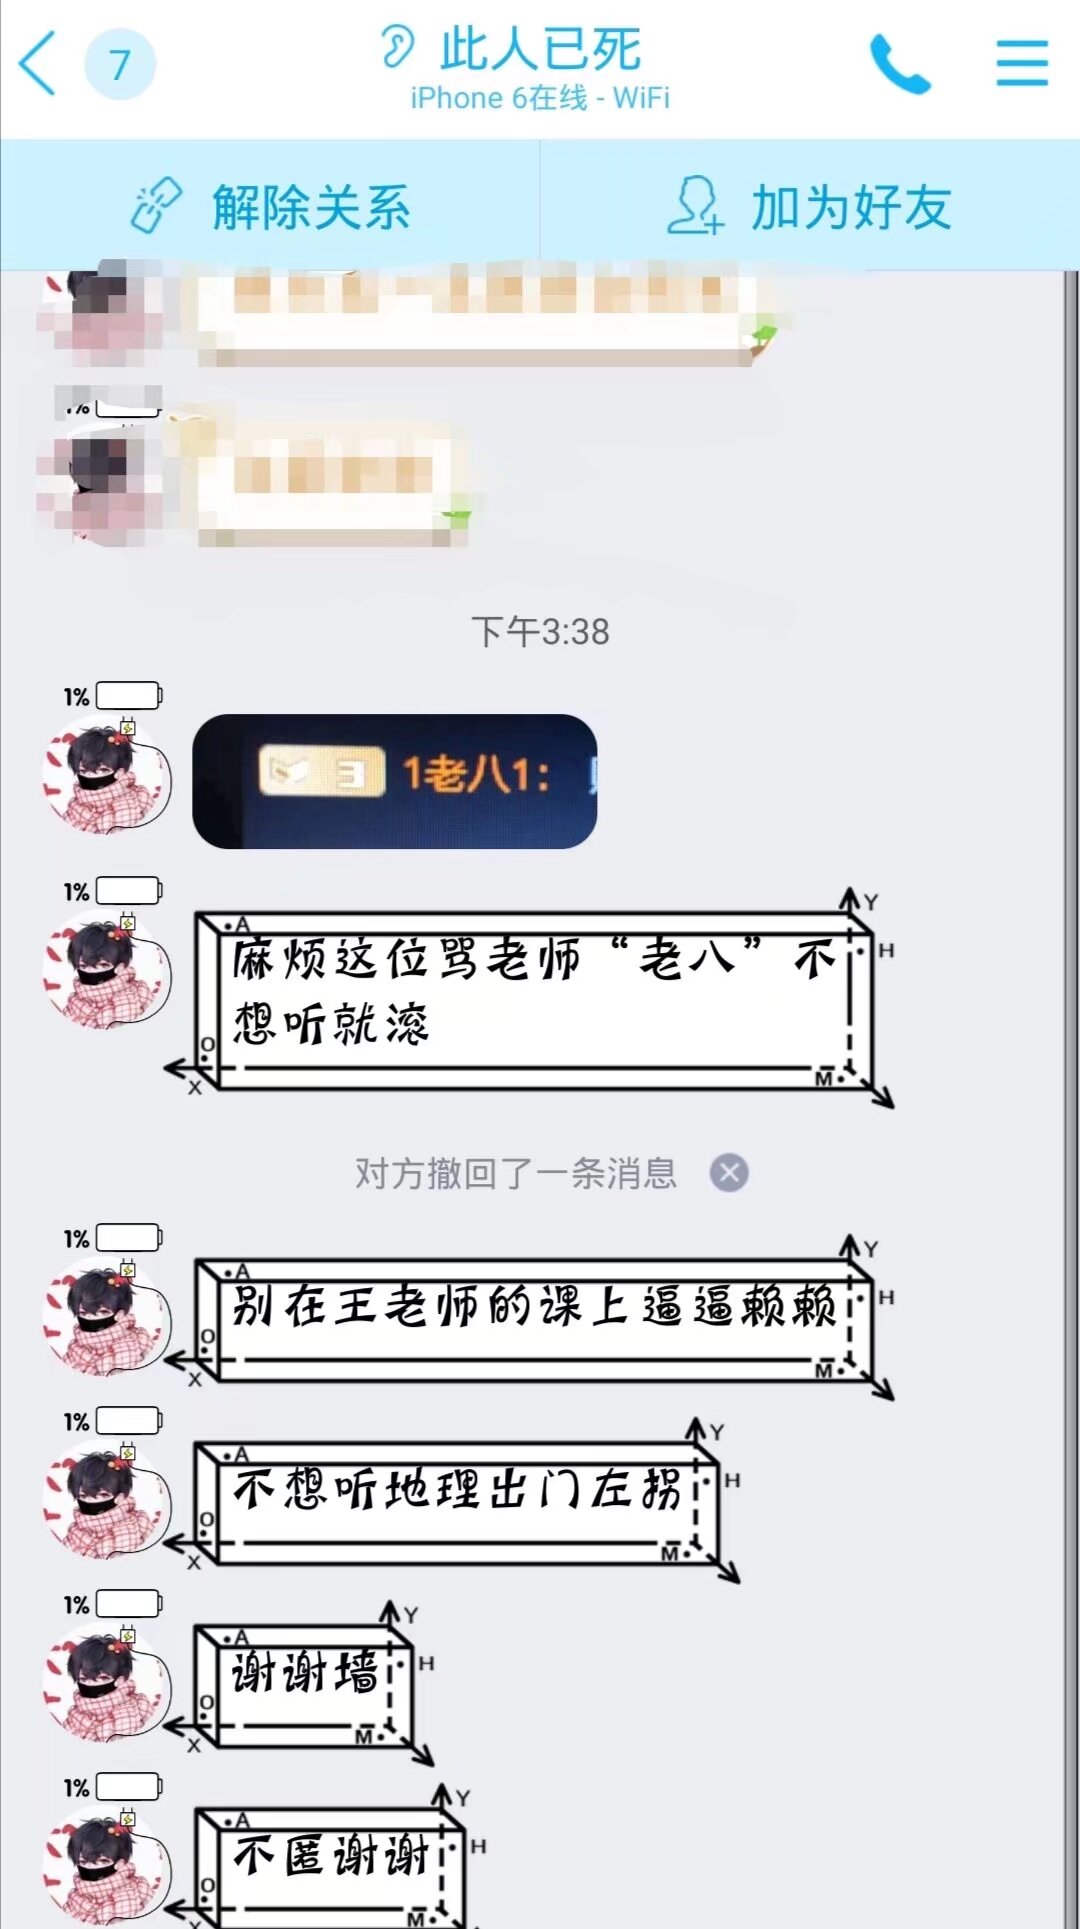 7
此人已死
iPhone 6在线 - WiFi
解除关系
加为好友
下午3:38
1%
3 1老八1：
1%
A Y H O X M
麻烦这位骂老师“老八”不
想听就滚
对方撤回了一条消息
1%
A Y H O X M
别在王老师的课上逼逼赖赖
1%
A Y H O X M
不想听地理出门左拐
1%
A Y H O X M
谢谢墙
1%
A Y H O X M
不匿谢谢